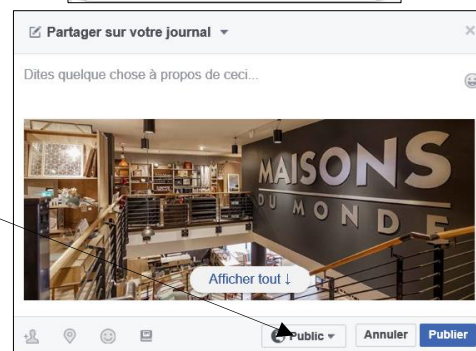 Partager sur votre journal
Dites quelque chose à propos de ceci...
MAISONS
DU MONDE
Afficher tout ↓
Public
Annuler
Publier